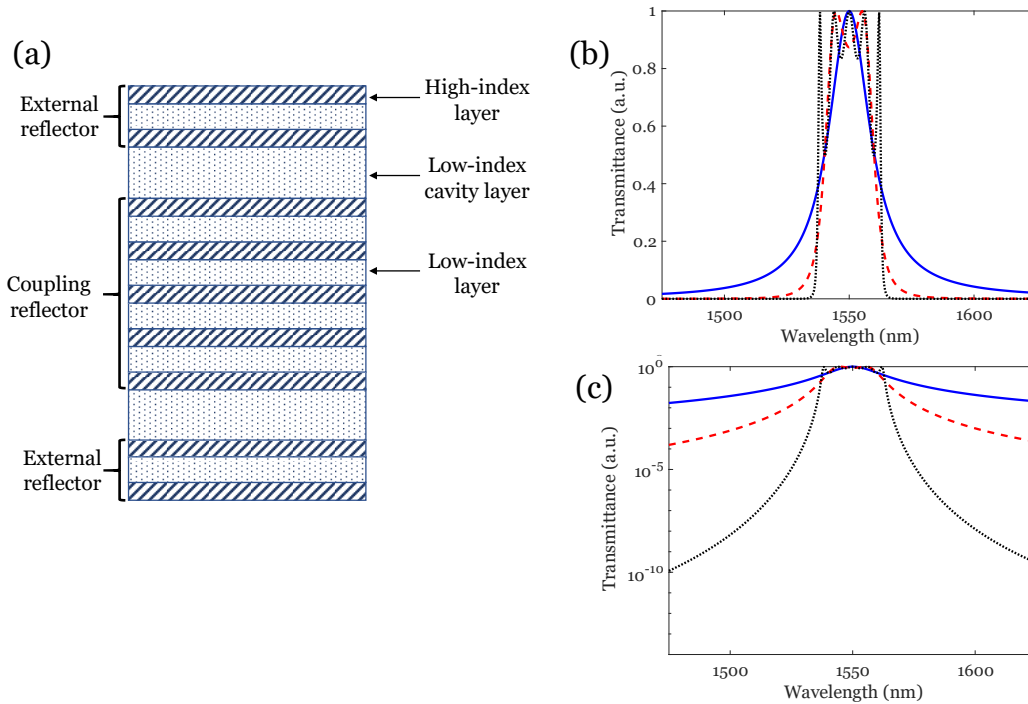 (a)
External
reflector
High-index
layer
Low-index
cavity layer
Coupling
reflector
Low-index
layer
External
reflector
(b)
Transmittance (a.u.)
1
0.8
0.6
0.4
0.2
0
1500
1550
1600
Wavelength (nm)
(c)
Transmittance (a.u.)
10⁰
10⁻⁵
10⁻¹⁰
1500
1550
1600
Wavelength (nm)